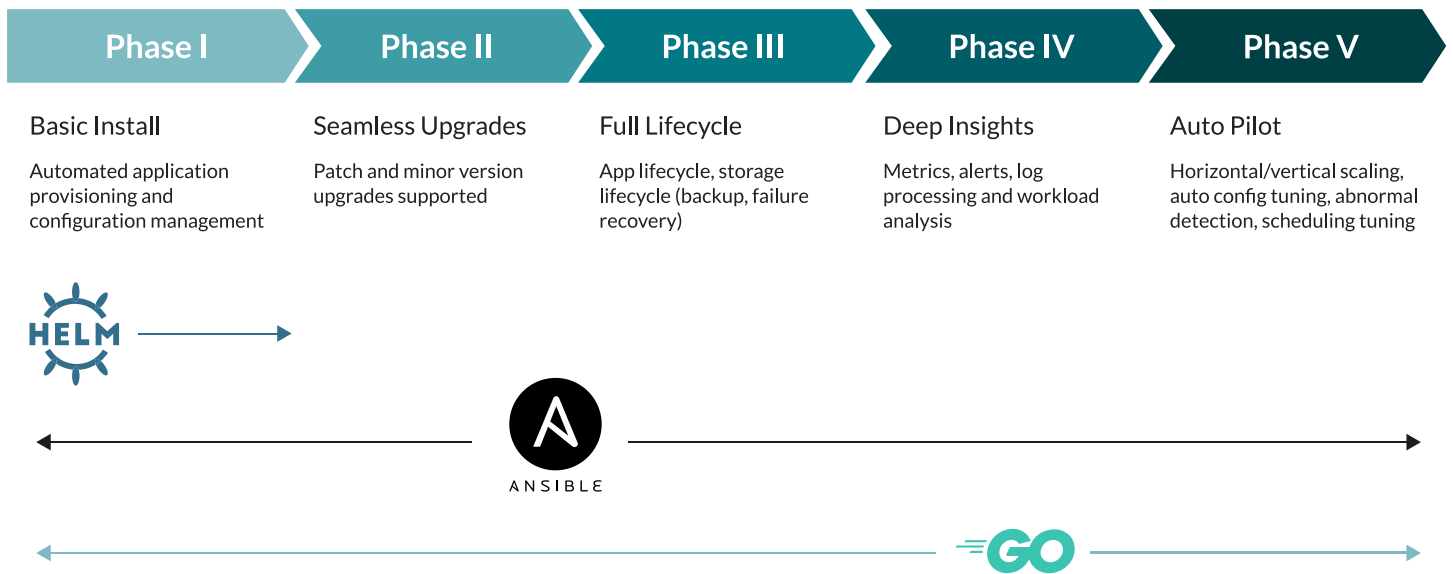 Phase I
Phase II
Phase III
Phase IV
Phase V
Basic Install
Automated application
provisioning and
configuration management
Seamless Upgrades
Patch and minor version
upgrades supported
Full Lifecycle
App lifecycle, storage
lifecycle (backup, failure
recovery)
Deep Insights
Metrics, alerts, log
processing and workload
analysis
Auto Pilot
Horizontal/vertical scaling,
auto config tuning, abnormal
detection, scheduling tuning
HELM
ANSIBLE
GO